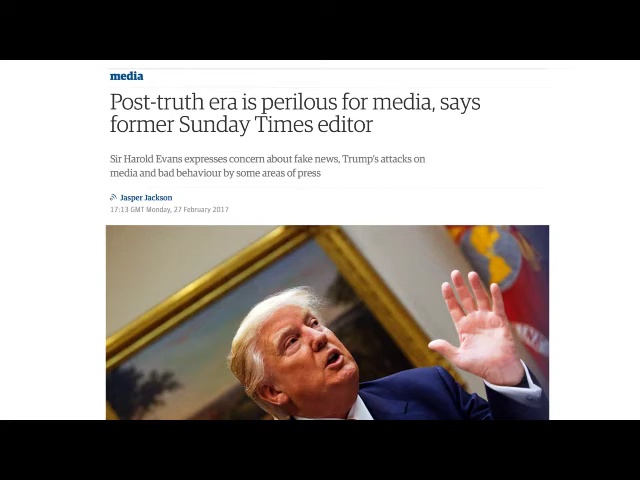 media
Post-truth era is perilous for media, says
former Sunday Times editor
Sir Harold Evans expresses concern about fake news, Trump's attacks on
media and bad behaviour by some areas of press
Jasper Jackson
17:13 GMT Monday, 27 February 2017